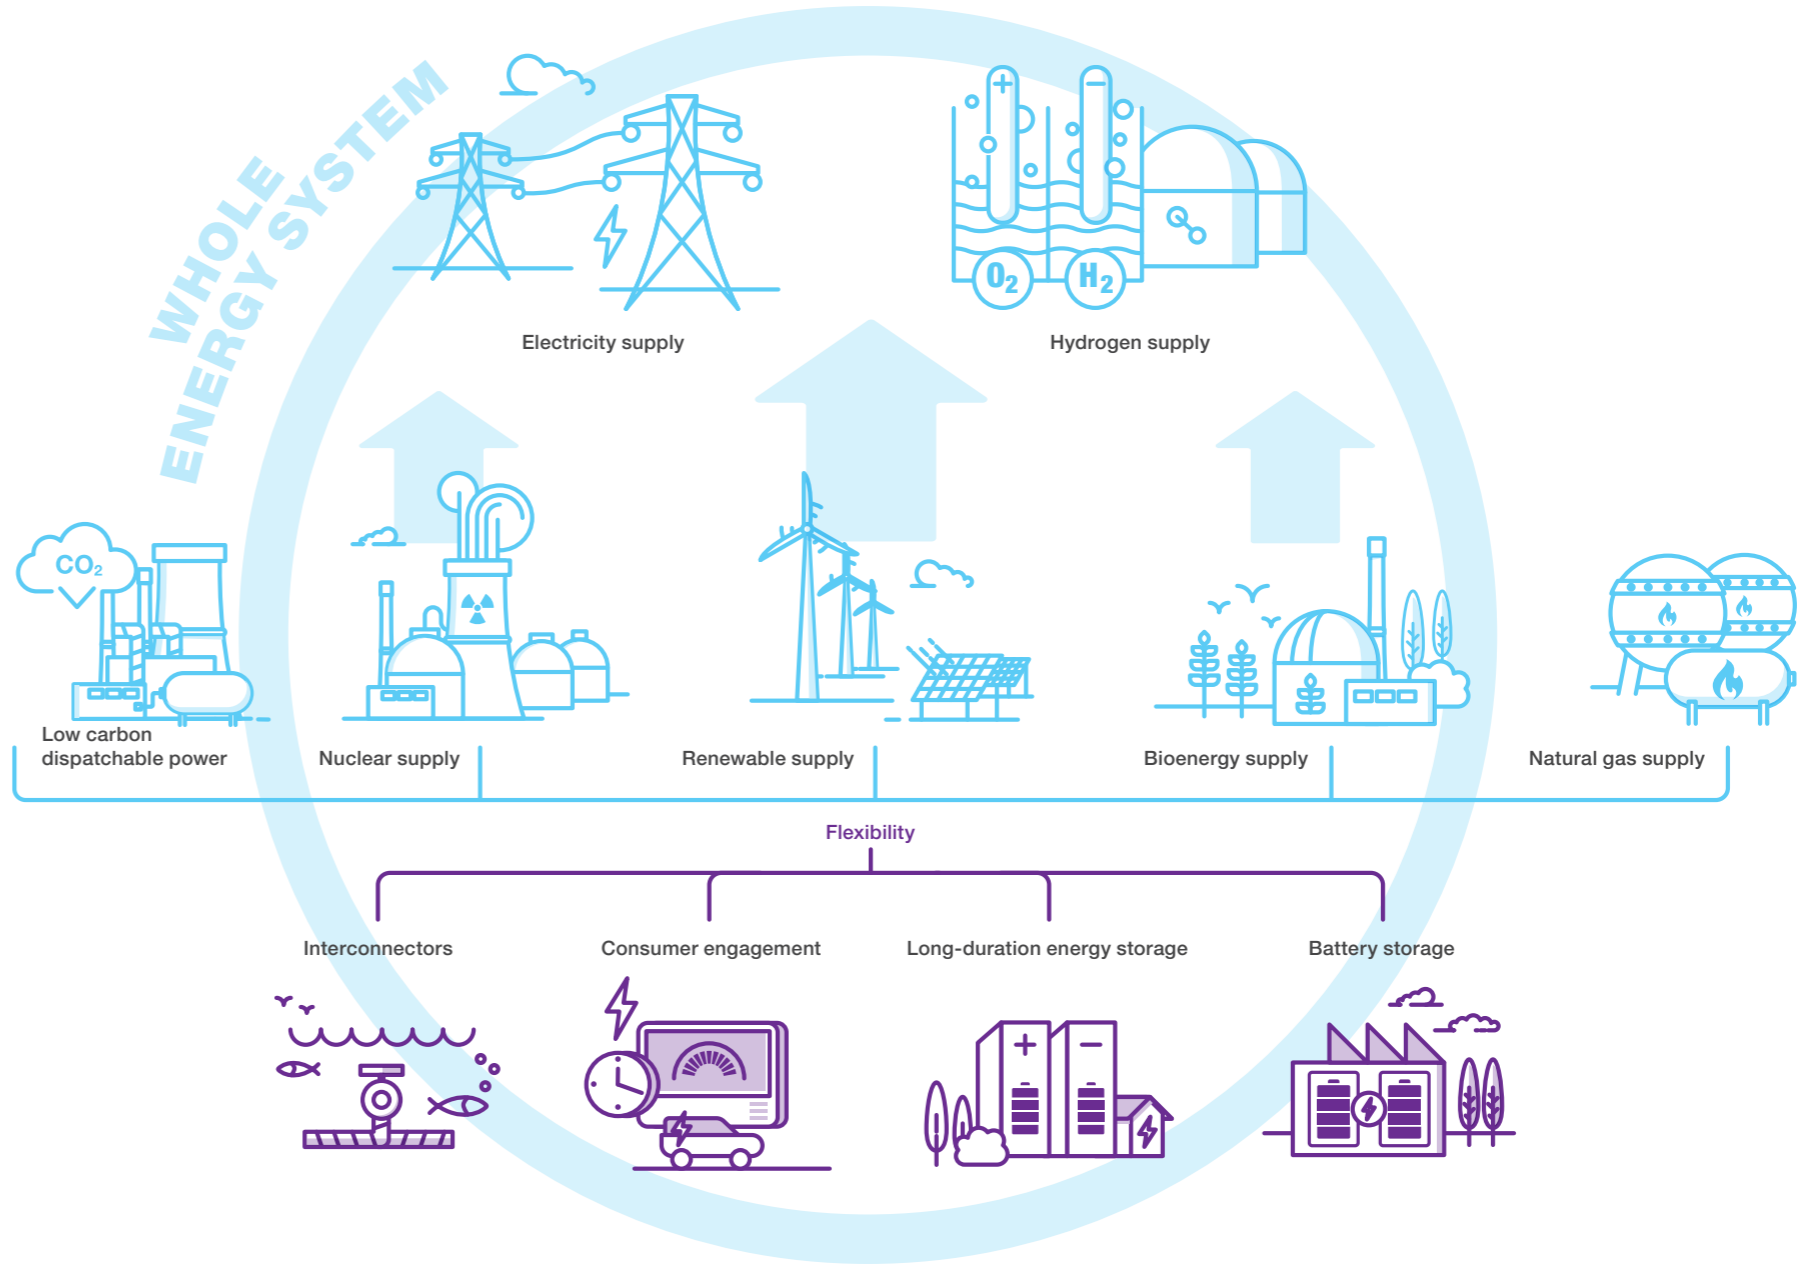 WHOLE
ENERGY SYSTEM
+
−
O₂
H₂
Electricity supply
Hydrogen supply
CO₂
Low carbon
dispatchable power
Nuclear supply
Renewable supply
Bioenergy supply
Natural gas supply
Flexibility
Interconnectors
Consumer engagement
Long-duration energy storage
Battery storage
+
−